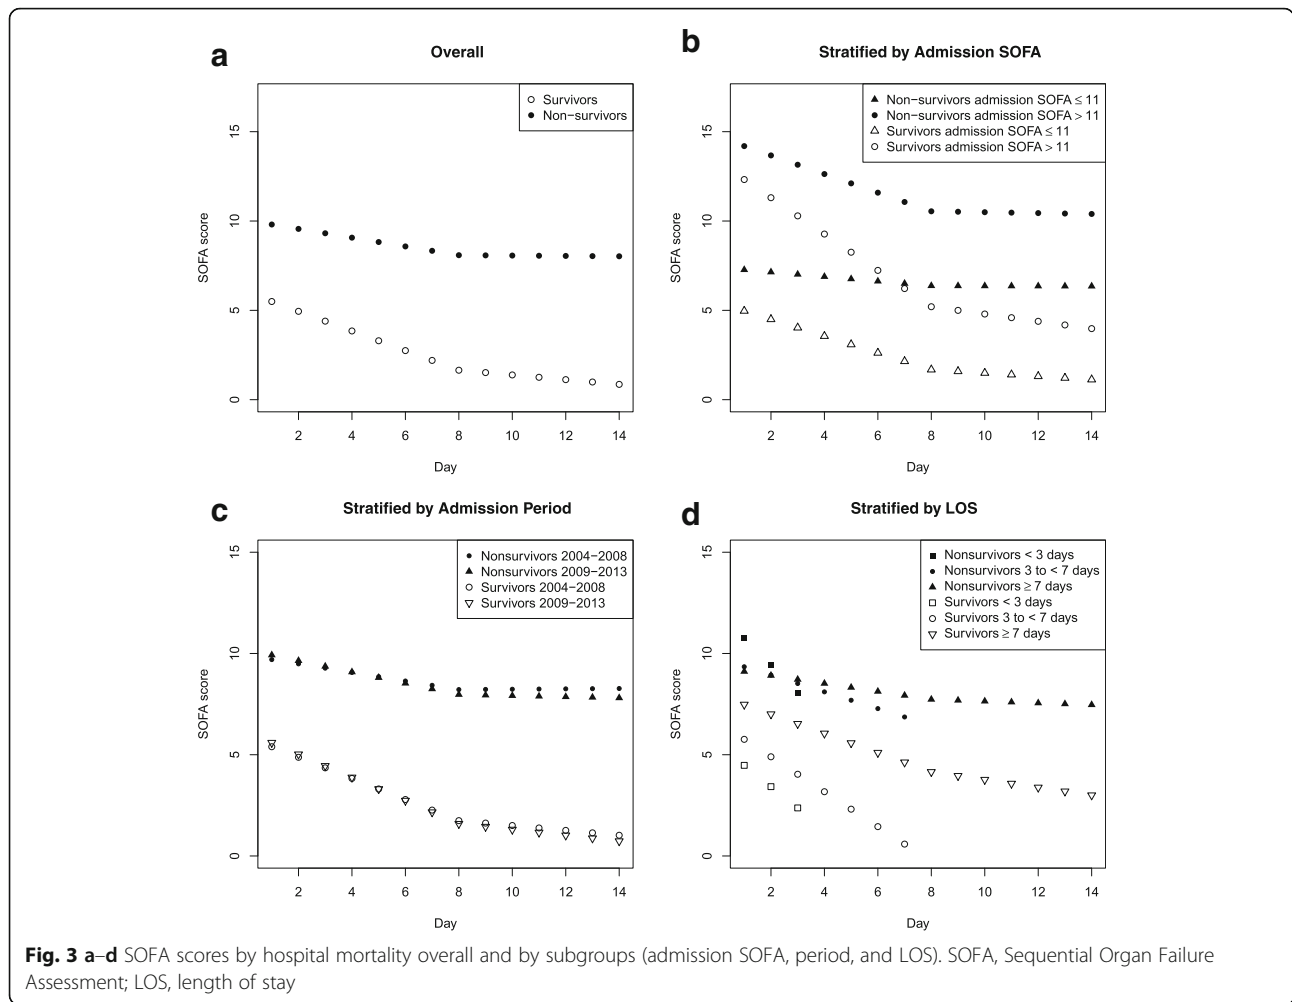 a
Overall
SOFA score
15
10
5
0
Survivors
Non−survivors
2 4 6 8 10 12 14
Day
b
Stratified by Admission SOFA
SOFA score
15
10
5
0
Non−survivors admission SOFA ≤ 11
Non−survivors admission SOFA > 11
Survivors admission SOFA ≤ 11
Survivors admission SOFA > 11
2 4 6 8 10 12 14
Day
c
Stratified by Admission Period
SOFA score
15
10
5
0
Nonsurvivors 2004−2008
Nonsurvivors 2009−2013
Survivors 2004−2008
Survivors 2009−2013
2 4 6 8 10 12 14
Day
d
Stratified by LOS
SOFA score
15
10
5
0
Nonsurvivors < 3 days
Nonsurvivors 3 to < 7 days
Nonsurvivors ≥ 7 days
Survivors < 3 days
Survivors 3 to < 7 days
Survivors ≥ 7 days
2 4 6 8 10 12 14
Day
Fig. 3 a–d SOFA scores by hospital mortality overall and by subgroups (admission SOFA, period, and LOS). SOFA, Sequential Organ Failure
Assessment; LOS, length of stay